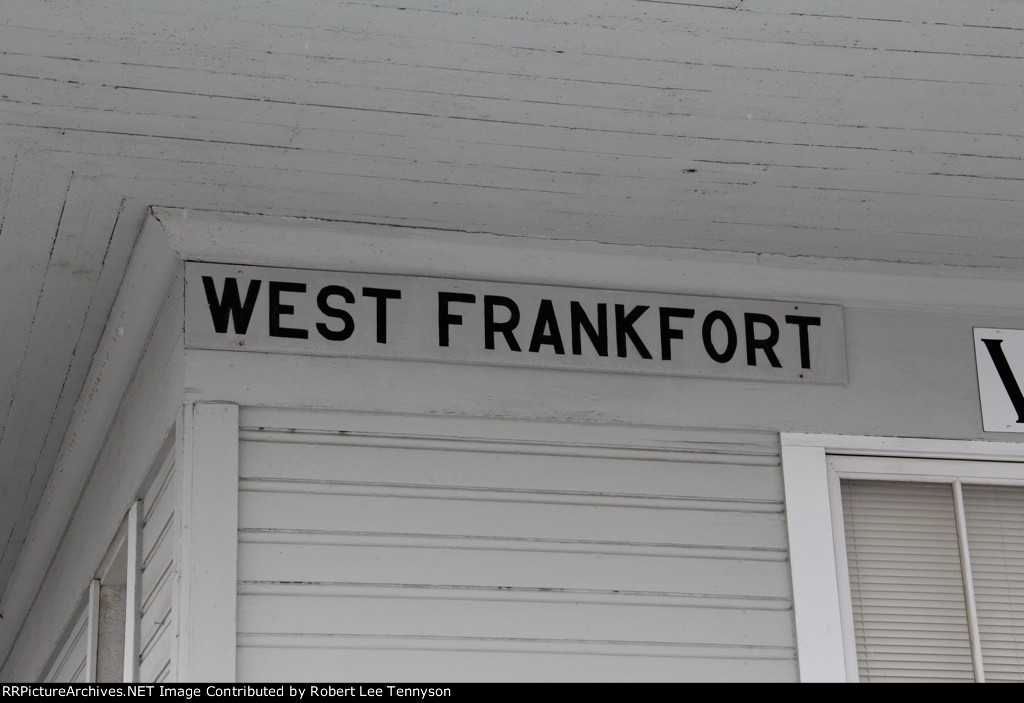 WEST FRANKFORT
RRPictureArchives.NET Image Contributed by Robert Lee Tennyson